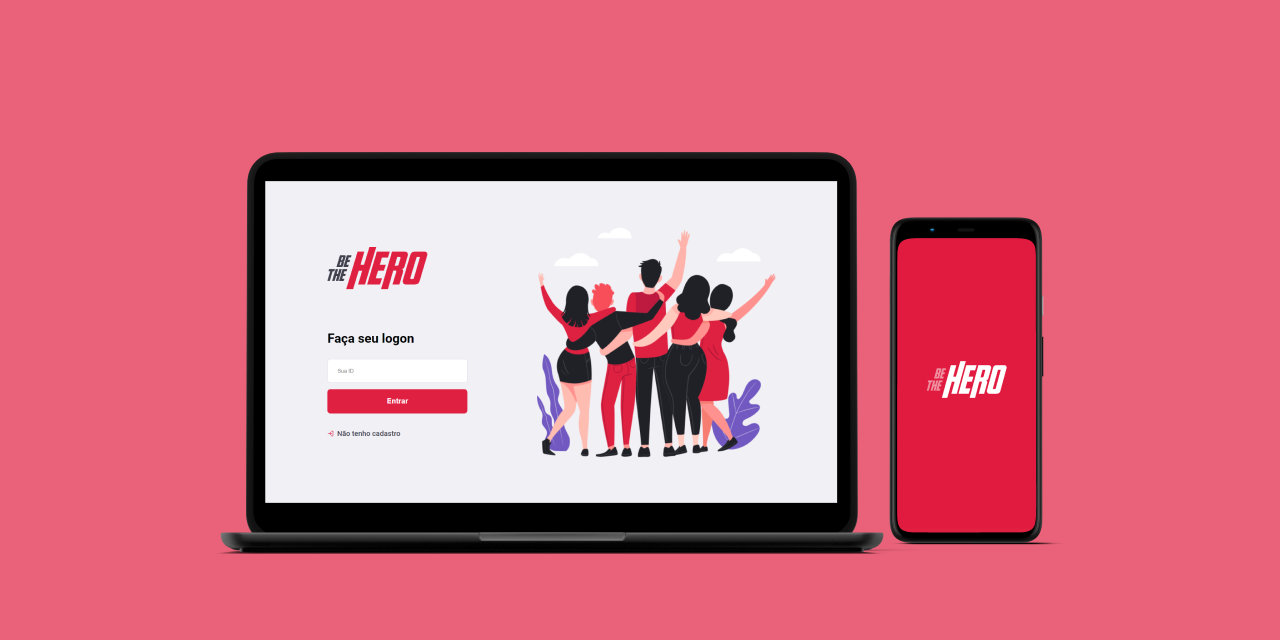 BE
THE HERO
Faça seu logon
Sua ID
Entrar
Não tenho cadastro
BE
THE HERO